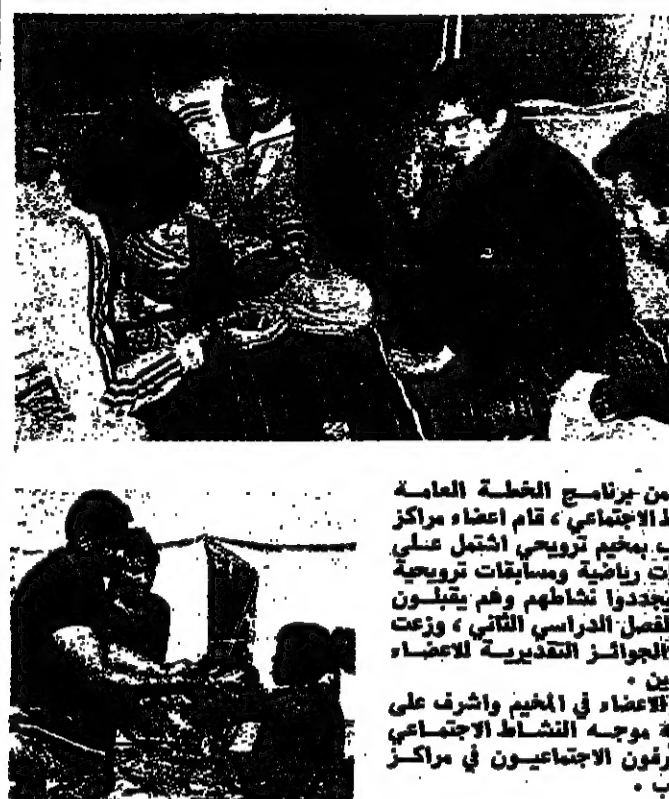 من برنامج الخطة العامة
ط الاجتماعي ، قام اعضاء مراكز
ب بمخيم ترويحي اشتمل على
ات رياضية ومسابقات ترويحية
يجددوا نشاطهم وهم يقبلون
الفصل الدراسي الثاني ، وزعت
الجوائز التقديرية للاعضاء
ين .
الاعضاء في المخيم واشرف على
ة موجه النشاط الاجتماعي
رفون الاجتماعيون في مراكز
ب .